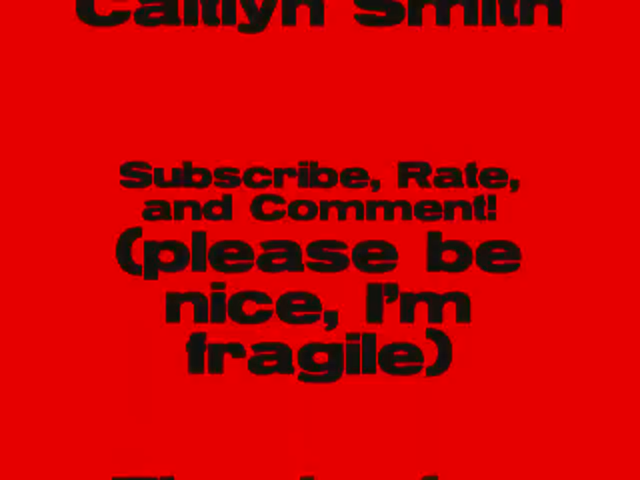 Caitlyn Smith
Subscribe, Rate,
and Comment!
(please be
nice, I'm
fragile)